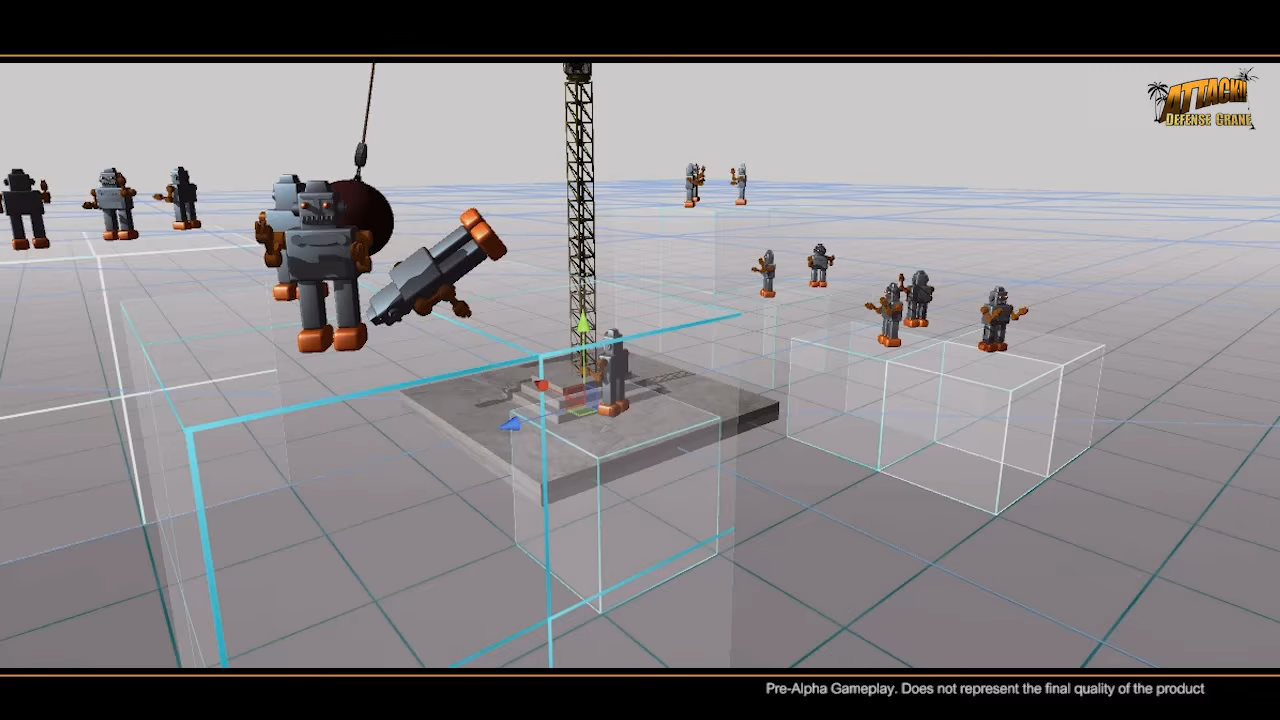 ATTACK!!
DEFENSE CRANE
Pre-Alpha Gameplay. Does not represent the final quality of the product